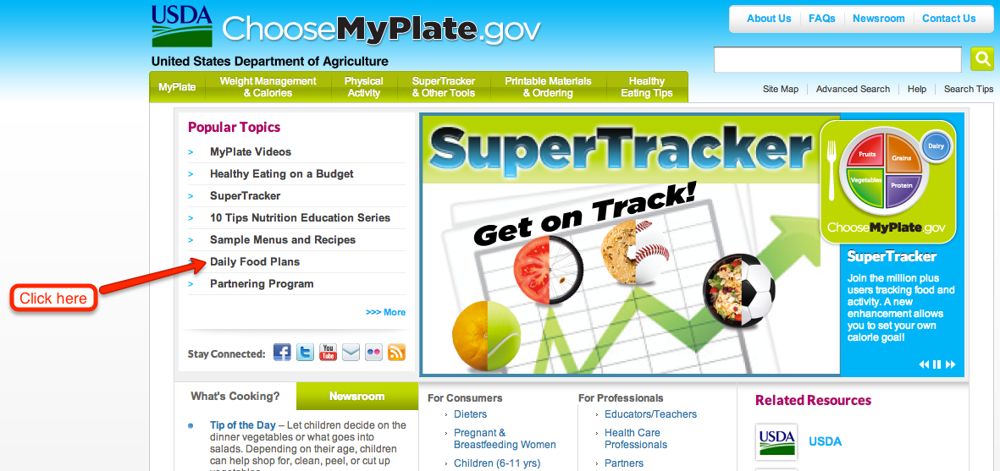 USDA
ChooseMyPlate.gov
United States Department of Agriculture
About Us
FAQs
Newsroom
Contact Us
Site Map
Advanced Search
Help
Search Tips
MyPlate
Weight Management
& Calories
Physical
Activity
SuperTracker
& Other Tools
Printable Materials
& Ordering
Healthy
Eating Tips
Popular Topics
> MyPlate Videos
> Healthy Eating on a Budget
> SuperTracker
> 10 Tips Nutrition Education Series
> Sample Menus and Recipes
> Daily Food Plans
> Partnering Program
>>> More
Click here
Stay Connected:
You
Tube
SuperTracker
Get on Track!
Fruits
Grains
Dairy
Vegetables
Protein
ChooseMyPlate.gov
SuperTracker
Join the million plus
users tracking food and
activity. A new
enhancement allows
you to set your own
calorie goal!
What's Cooking?
Newsroom
Tip of the Day – Let children decide on the
dinner vegetables or what goes into
salads. Depending on their age, children
can help shop for, clean, peel, or cut up
For Consumers
Dieters
Pregnant &
Breastfeeding Women
Children (6-11 yrs)
For Professionals
Educators/Teachers
Health Care
Professionals
Partners
Related Resources
USDA
USDA